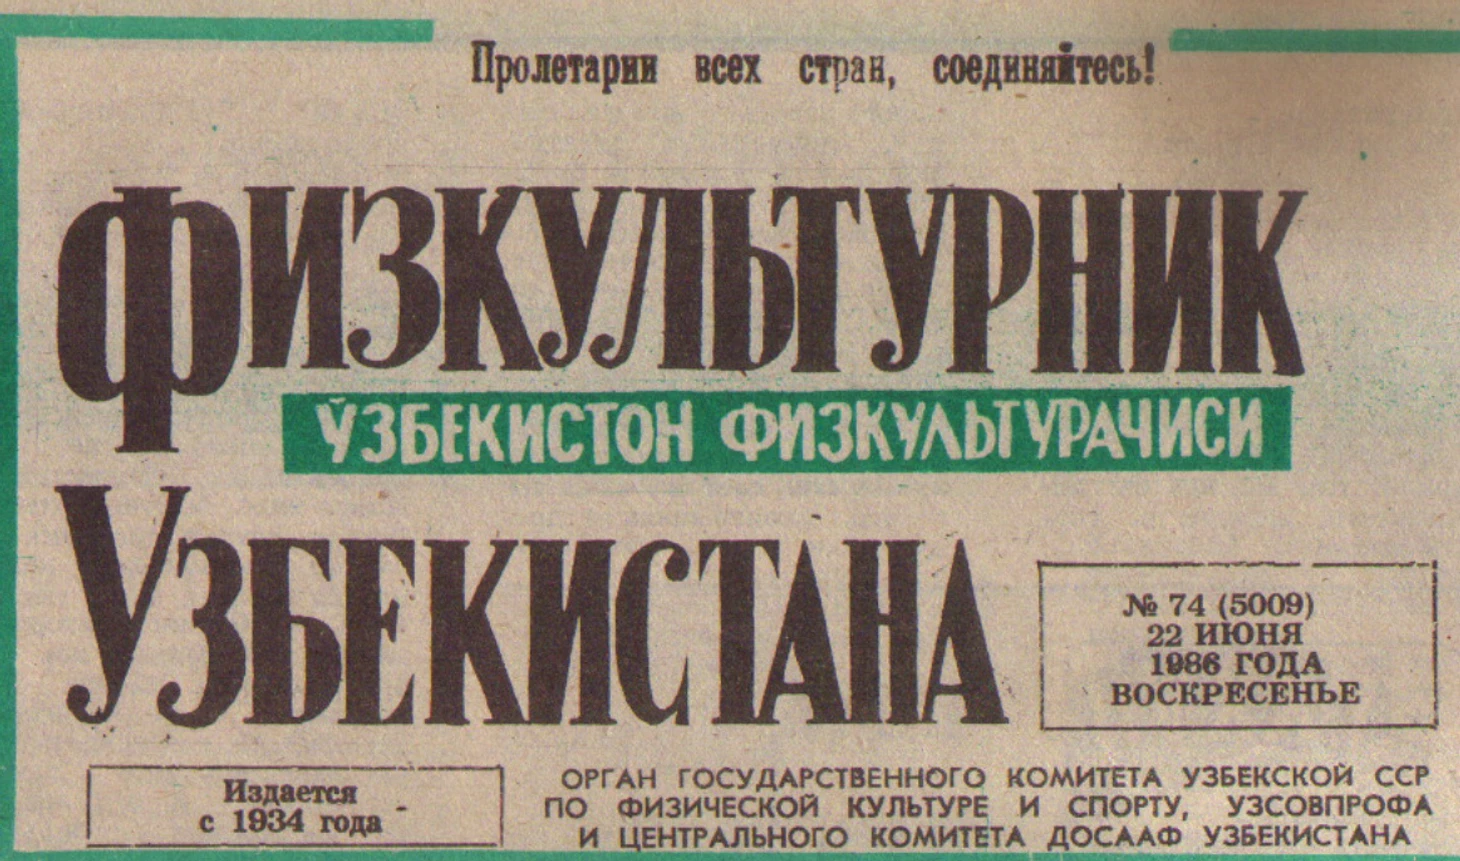 Пролетарии всех стран, соединяйтесь!
ФИЗКУЛЬТУРНИК
ЎЗБЕКИСТОН ФИЗКУЛЬТУРАЧИСИ
УЗБЕКИСТАНА
№ 74 (5009)
22 ИЮНЯ
1986 ГОДА
ВОСКРЕСЕНЬЕ
Издается
с 1934 года
ОРГАН ГОСУДАРСТВЕННОГО КОМИТЕТА УЗБЕКСКОЙ ССР
ПО ФИЗИЧЕСКОЙ КУЛЬТУРЕ И СПОРТУ, УЗСОВПРОФА
И ЦЕНТРАЛЬНОГО КОМИТЕТА ДОСААФ УЗБЕКИСТАНА